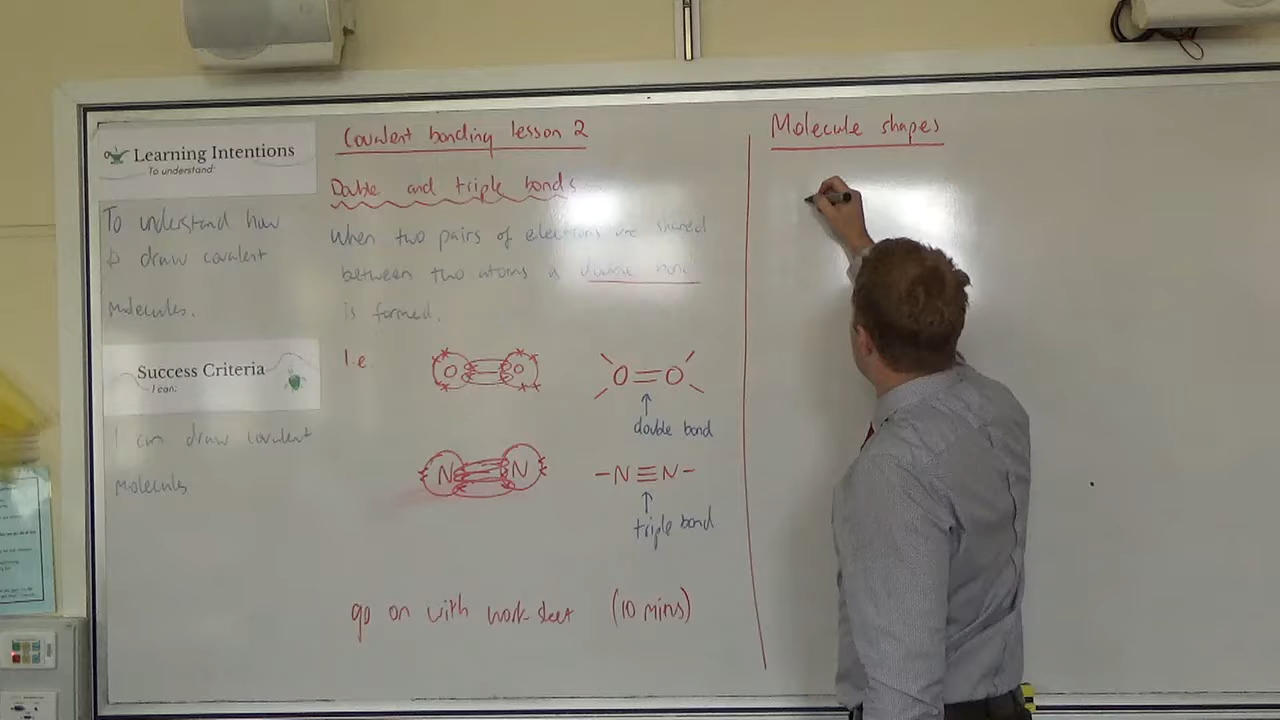 Learning Intentions
To understand:
To understand how
to draw covalent
molecules.
Success Criteria
I can:
I can draw covalent
molecules
Covalent bonding lesson 2
Double and triple bonds
When two pairs of electrons are shared
between two atoms a double
is formed.
I.e
O O
O=O
double bond
N N
–N≡N–
triple bond
go on with work sheet (10 mins)
Molecule shapes